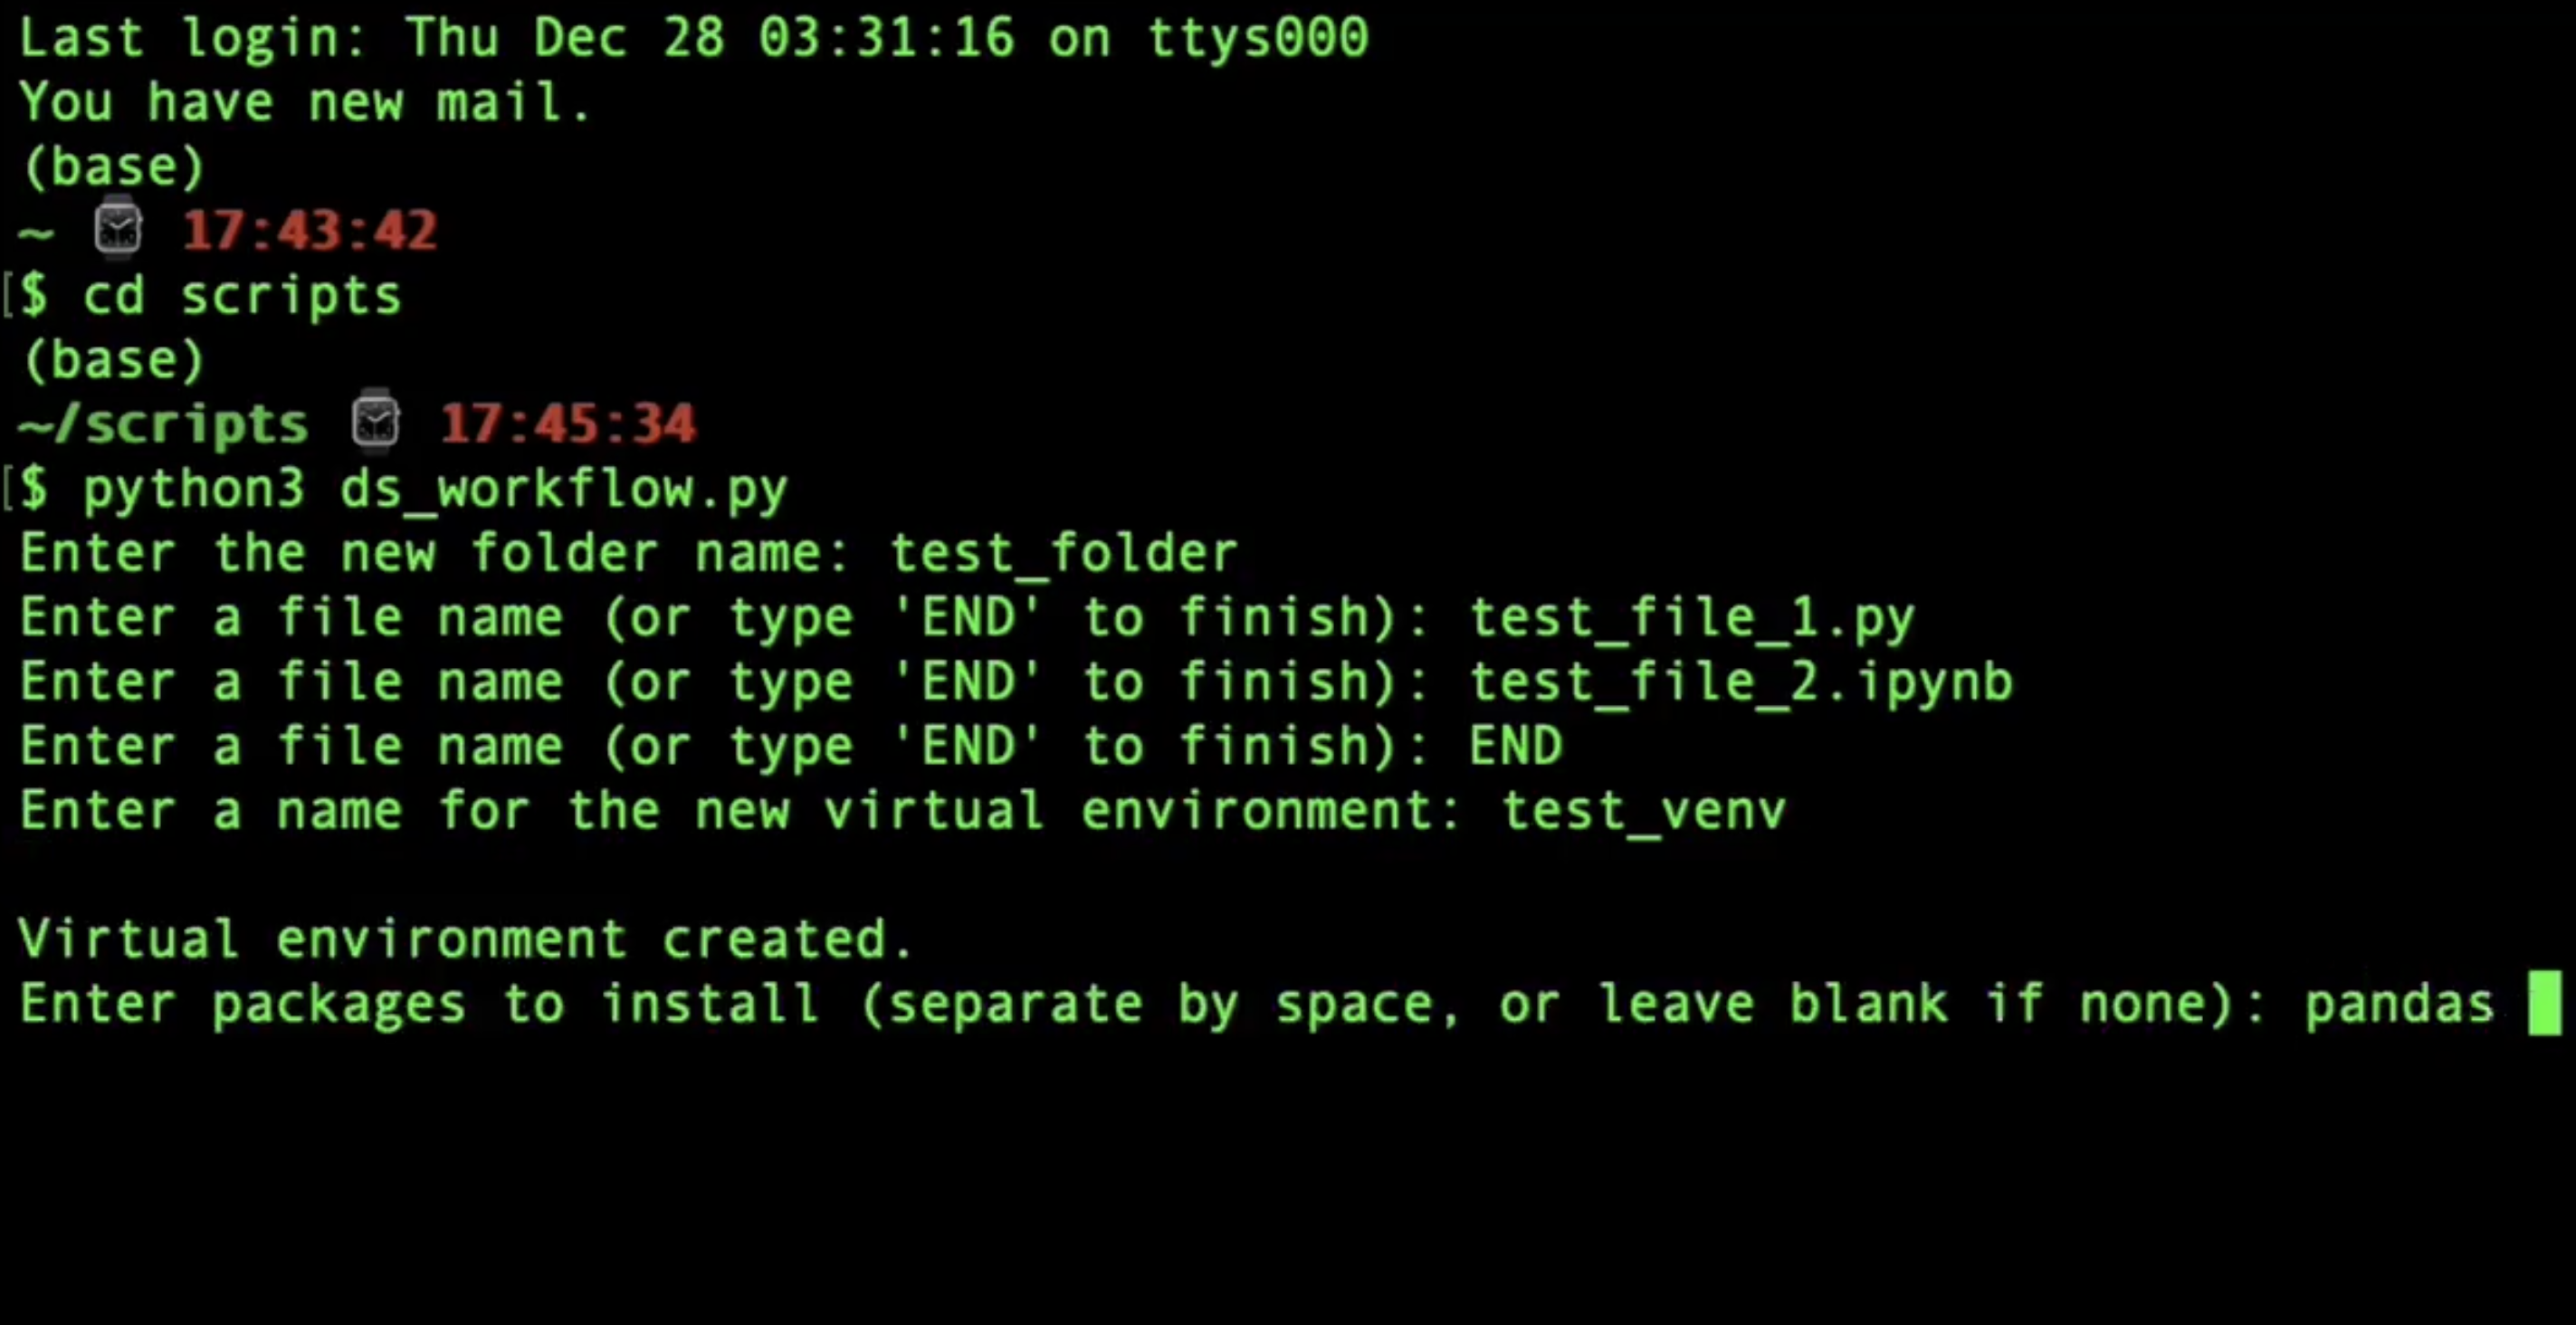 Last login: Thu Dec 28 03:31:16 on ttys000
You have new mail.
(base)
~ ⌚ 17:43:42
[$ cd scripts
(base)
~/scripts ⌚ 17:45:34
[$ python3 ds_workflow.py
Enter the new folder name: test_folder
Enter a file name (or type 'END' to finish): test_file_1.py
Enter a file name (or type 'END' to finish): test_file_2.ipynb
Enter a file name (or type 'END' to finish): END
Enter a name for the new virtual environment: test_venv
Virtual environment created.
Enter packages to install (separate by space, or leave blank if none): pandas